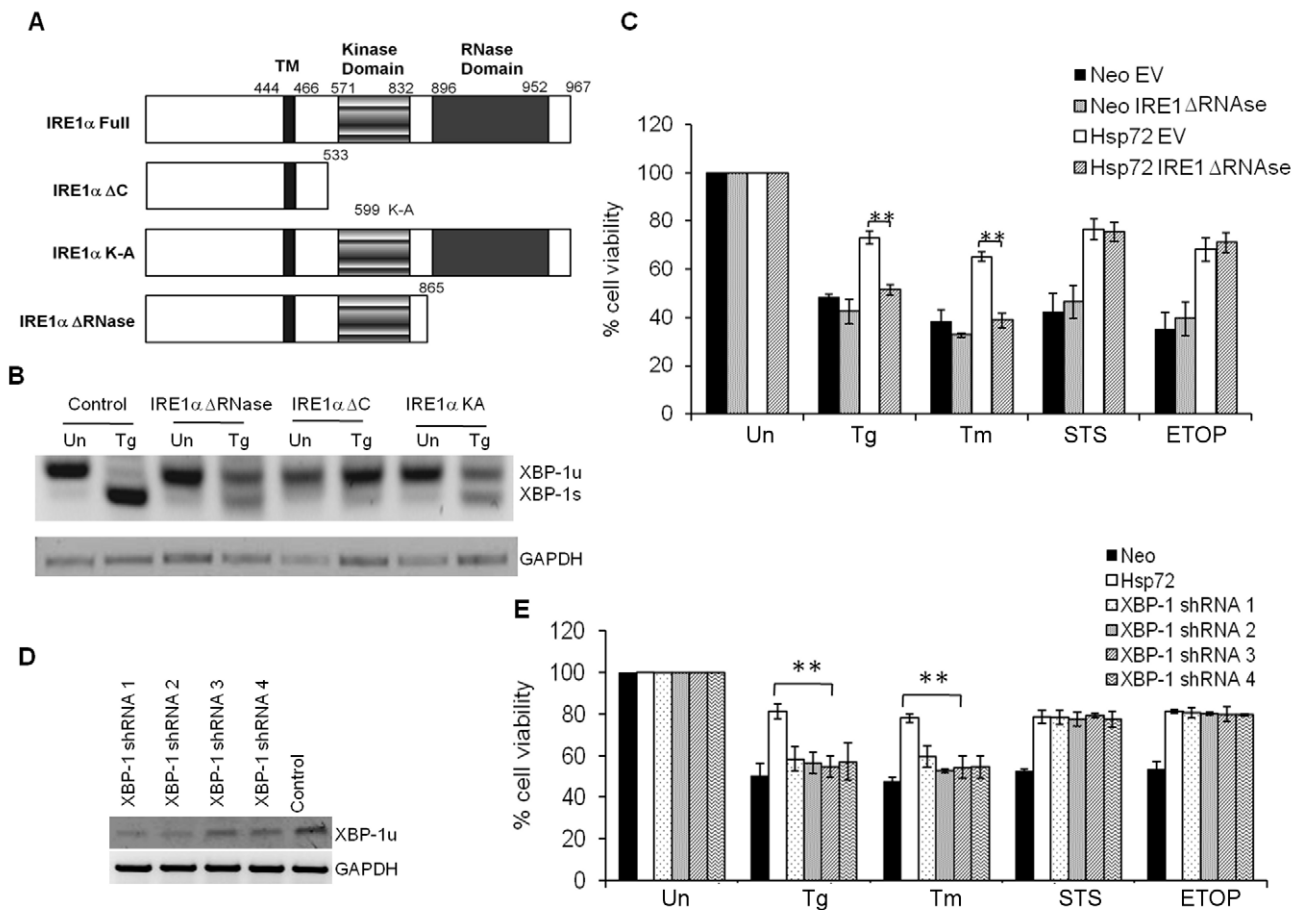 A
TM
Kinase
Domain
RNase
Domain
444 466 571 832 896 952 967
IRE1α Full
533
IRE1α ΔC
599 K-A
IRE1α K-A
865
IRE1α ΔRNase
B
Control IRE1α ΔRNase IRE1α ΔC IRE1α KA
Un Tg Un Tg Un Tg Un Tg
XBP-1u
XBP-1s
GAPDH
C
Neo EV
Neo IRE1 ΔRNAse
Hsp72 EV
Hsp72 IRE1 ΔRNAse
120
100
80
60
40
20
0
% cell viability
** **
Un Tg Tm STS ETOP
D
XBP-1 shRNA 1
XBP-1 shRNA 2
XBP-1 shRNA 3
XBP-1 shRNA 4
Control
XBP-1u
GAPDH
E
Neo
Hsp72
XBP-1 shRNA 1
XBP-1 shRNA 2
XBP-1 shRNA 3
XBP-1 shRNA 4
120
100
80
60
40
20
0
% cell viability
** **
Un Tg Tm STS ETOP